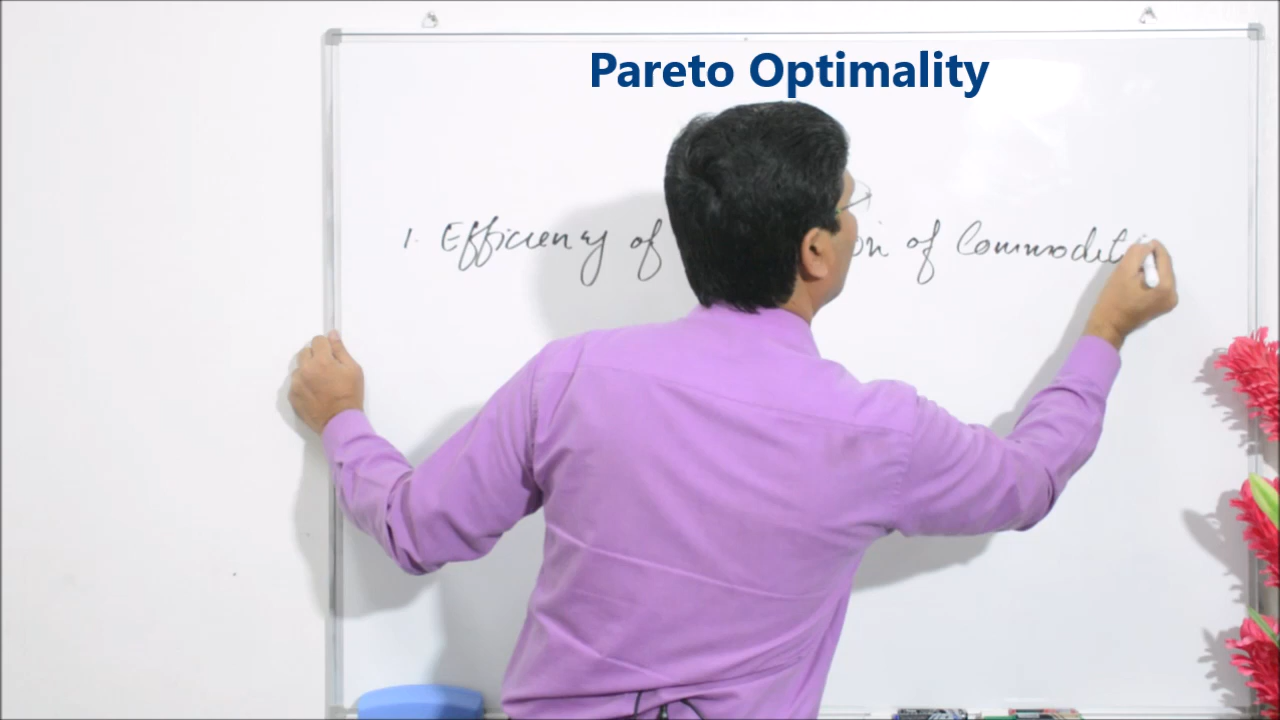 Pareto Optimality
1. Efficiency of on of Commodit